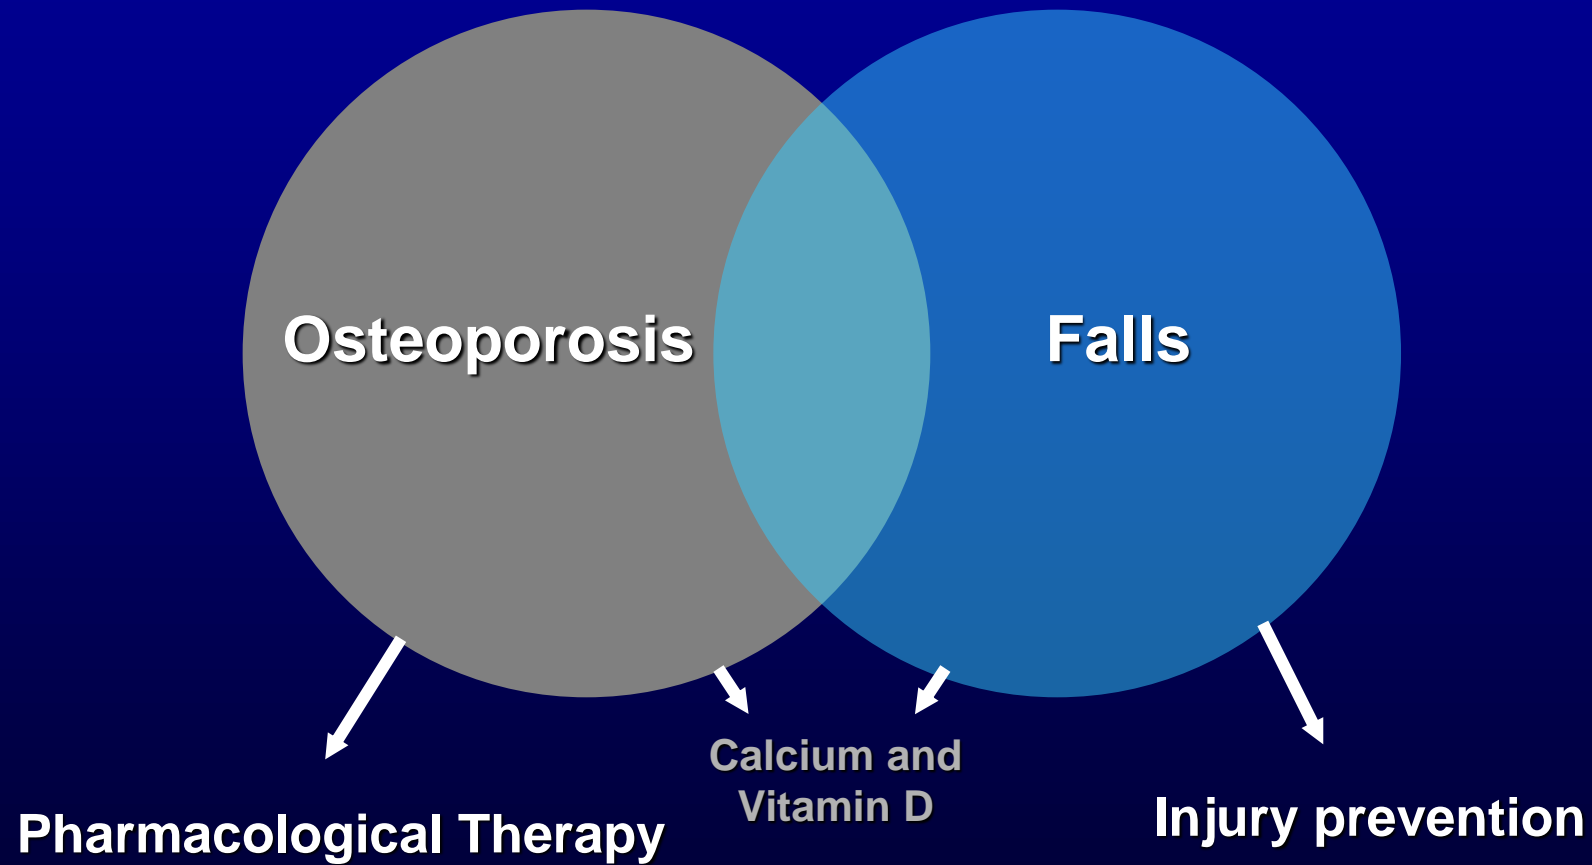 Osteoporosis
Falls
Calcium and
Vitamin D
Pharmacological Therapy
Injury prevention